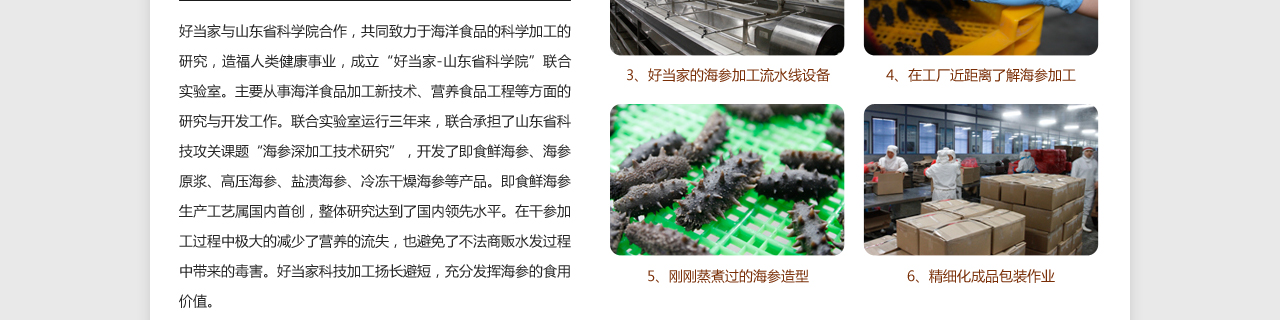 好当家与山东省科学院合作，共同致力于海洋食品的科学加工的
研究，造福人类健康事业，成立“好当家-山东省科学院”联合
实验室。主要从事海洋食品加工新技术、营养食品工程等方面的
研究与开发工作。联合实验室运行三年来，联合承担了山东省科
技攻关课题“海参深加工技术研究”，开发了即食鲜海参、海参
原浆、高压海参、盐渍海参、冷冻干燥海参等产品。即食鲜海参
生产工艺属国内首创，整体研究达到了国内领先水平。在干参加
工过程中极大的减少了营养的流失，也避免了不法商贩水发过程
中带来的毒害。好当家科技加工扬长避短，充分发挥海参的食用
价值。
3、好当家的海参加工流水线设备
4、在工厂近距离了解海参加工
5、刚刚蒸煮过的海参造型
6、精细化成品包装作业